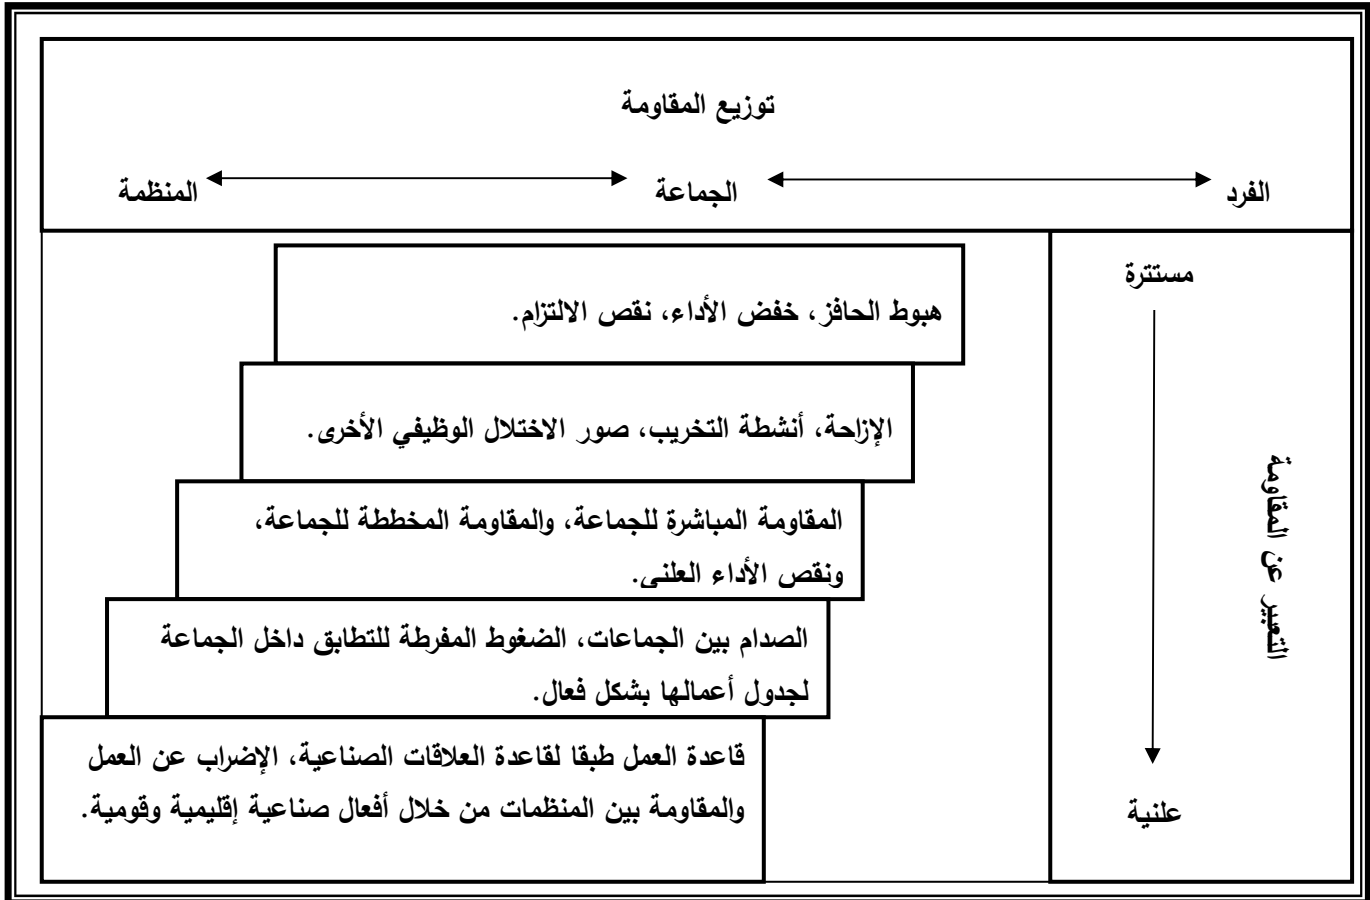 توزيع المقاومة
الفرد
الجماعة
المنظمة
مستترة
علنية
التعبير عن المقاومة
هبوط الحافز، خفض الأداء، نقص الالتزام.
الإزاحة، أنشطة التخريب، صور الاختلال الوظيفي الأخرى.
المقاومة المباشرة للجماعة، والمقاومة المخططة للجماعة،
ونقص الأداء العلني.
الصدام بين الجماعات، الضغوط المفرطة للتطابق داخل الجماعة
لجدول أعمالها بشكل فعال.
قاعدة العمل طبقا لقاعدة العلاقات الصناعية، الإضراب عن العمل
والمقاومة بين المنظمات من خلال أفعال صناعية إقليمية وقومية.